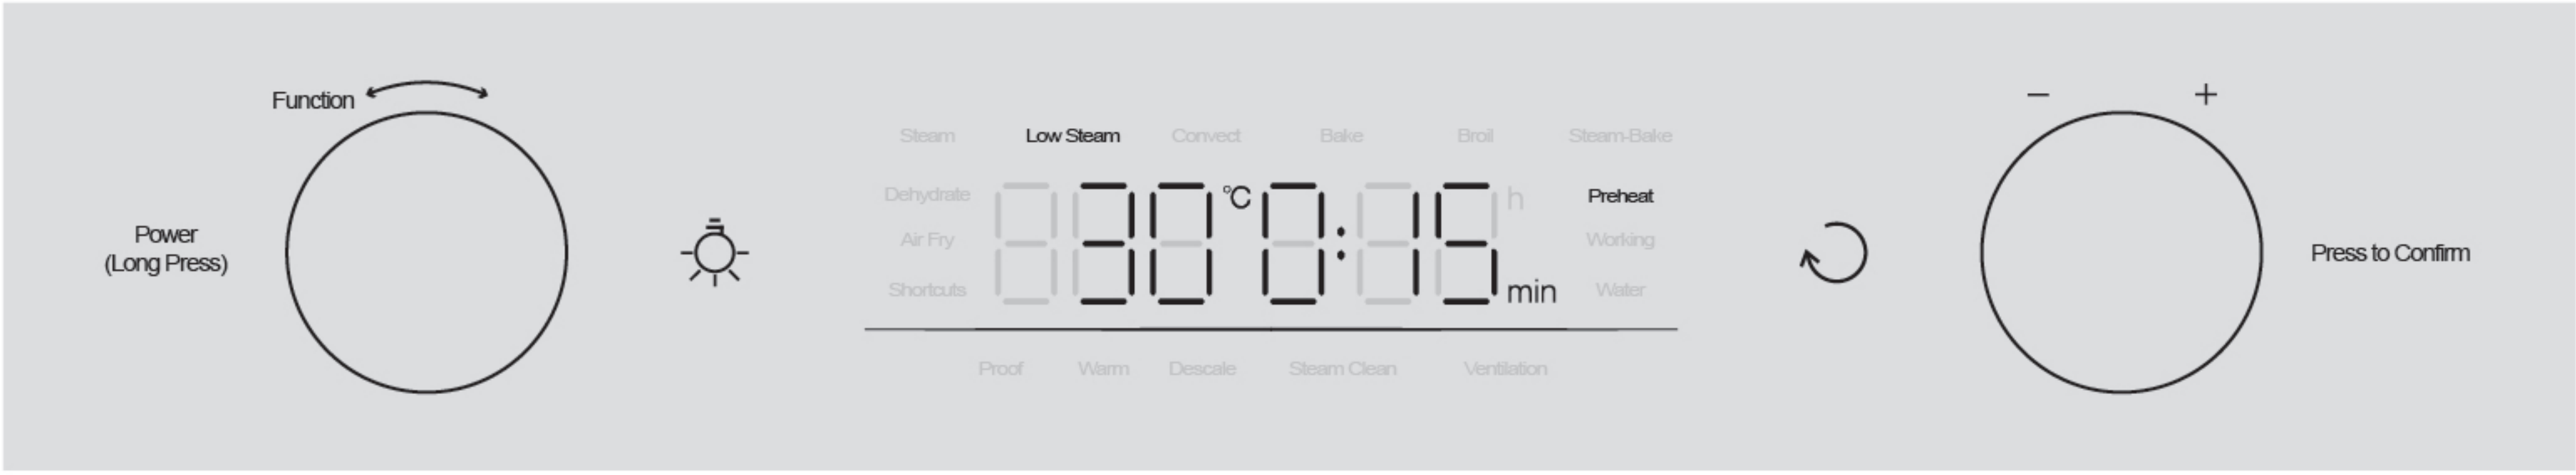 Function
− +
Steam Low Steam Convect Bake Broil Steam-Bake
Dehydrate
Air Fry
Shortcuts
30 °C 0:15 h min
Preheat
Working
Water
Power
(Long Press)
Press to Confirm
Proof Warm Descale Steam Clean Ventilation